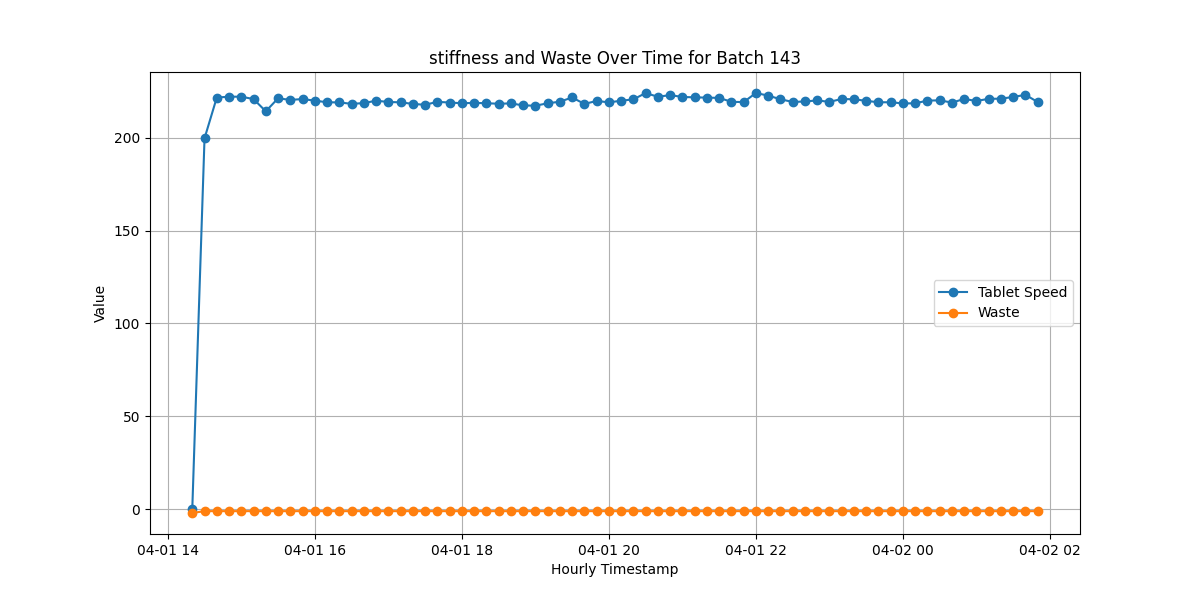 stiffness and Waste Over Time for Batch 143
Value
200
150
100
50
0
Tablet Speed
Waste
04-01 14
04-01 16
04-01 18
04-01 20
04-01 22
04-02 00
04-02 02
Hourly Timestamp